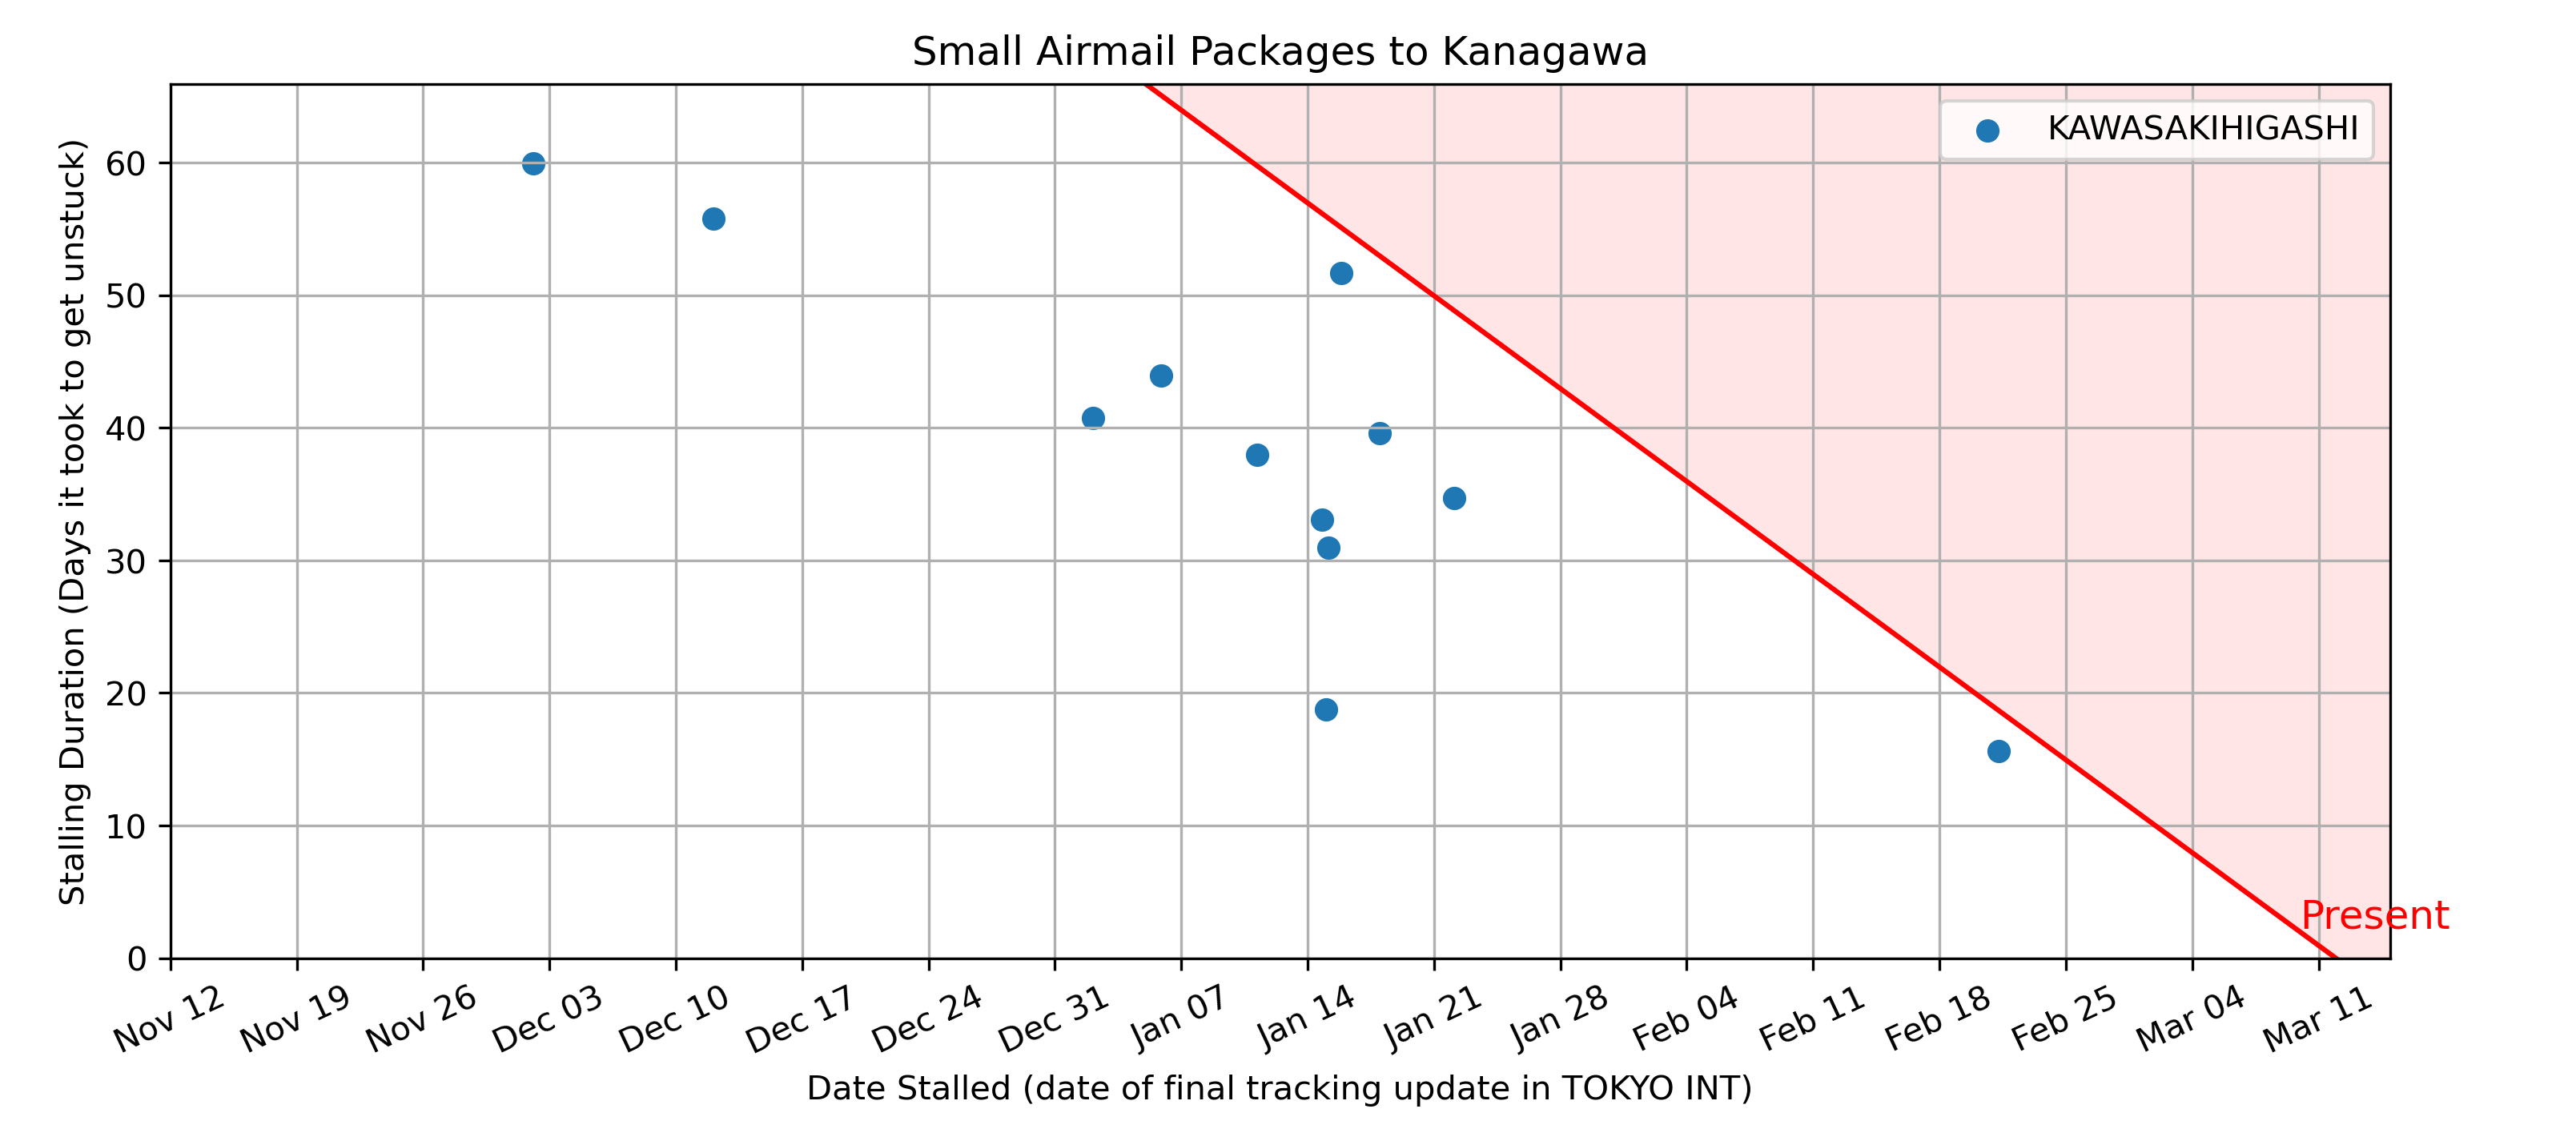 Small Airmail Packages to Kanagawa
KAWASAKIHIGASHI
Stalling Duration (Days it took to get unstuck)
60
50
40
30
20
10
0
Present
Nov 12
Nov 19
Nov 26
Dec 03
Dec 10
Dec 17
Dec 24
Dec 31
Jan 07
Jan 14
Jan 21
Jan 28
Feb 04
Feb 11
Feb 18
Feb 25
Mar 04
Mar 11
Date Stalled (date of final tracking update in TOKYO INT)